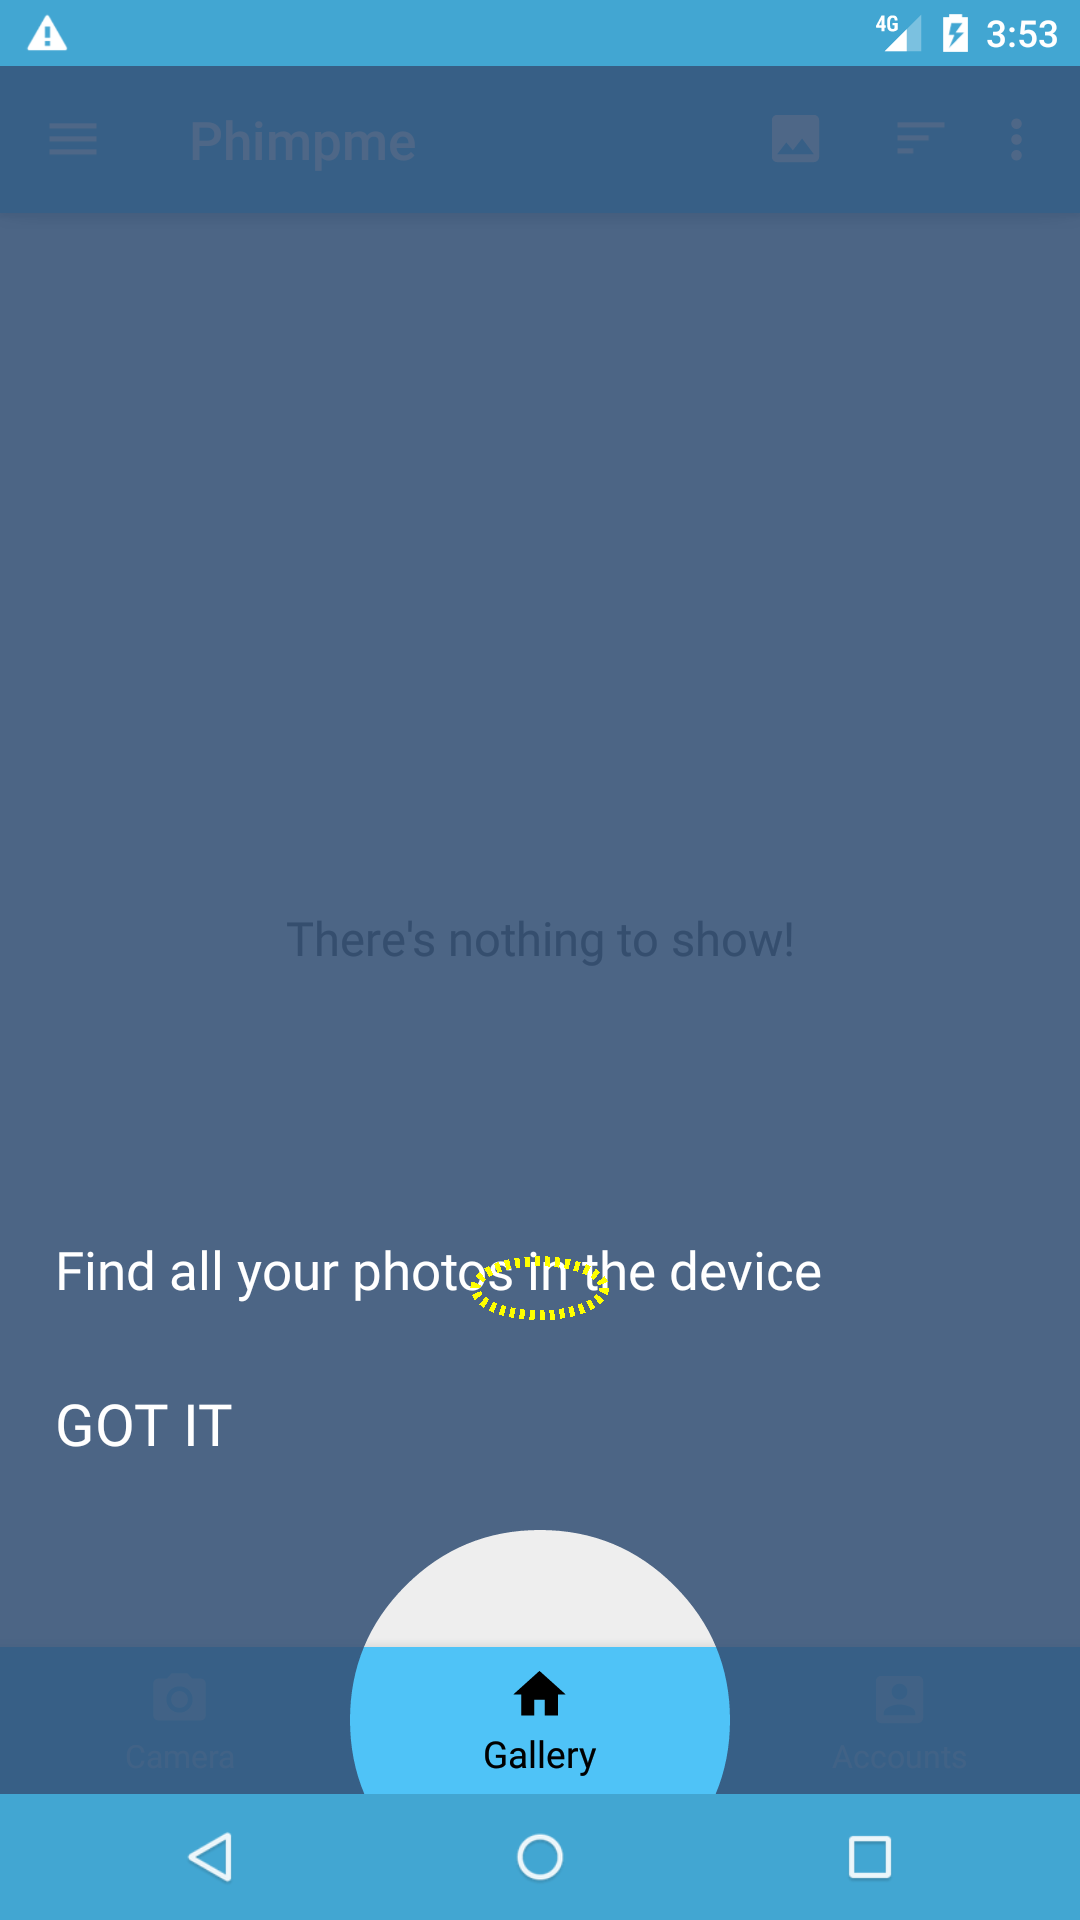 4G 3:53
Phimpme
There's nothing to show!
Find all your photos in the device
GOT IT
Camera Gallery Accounts